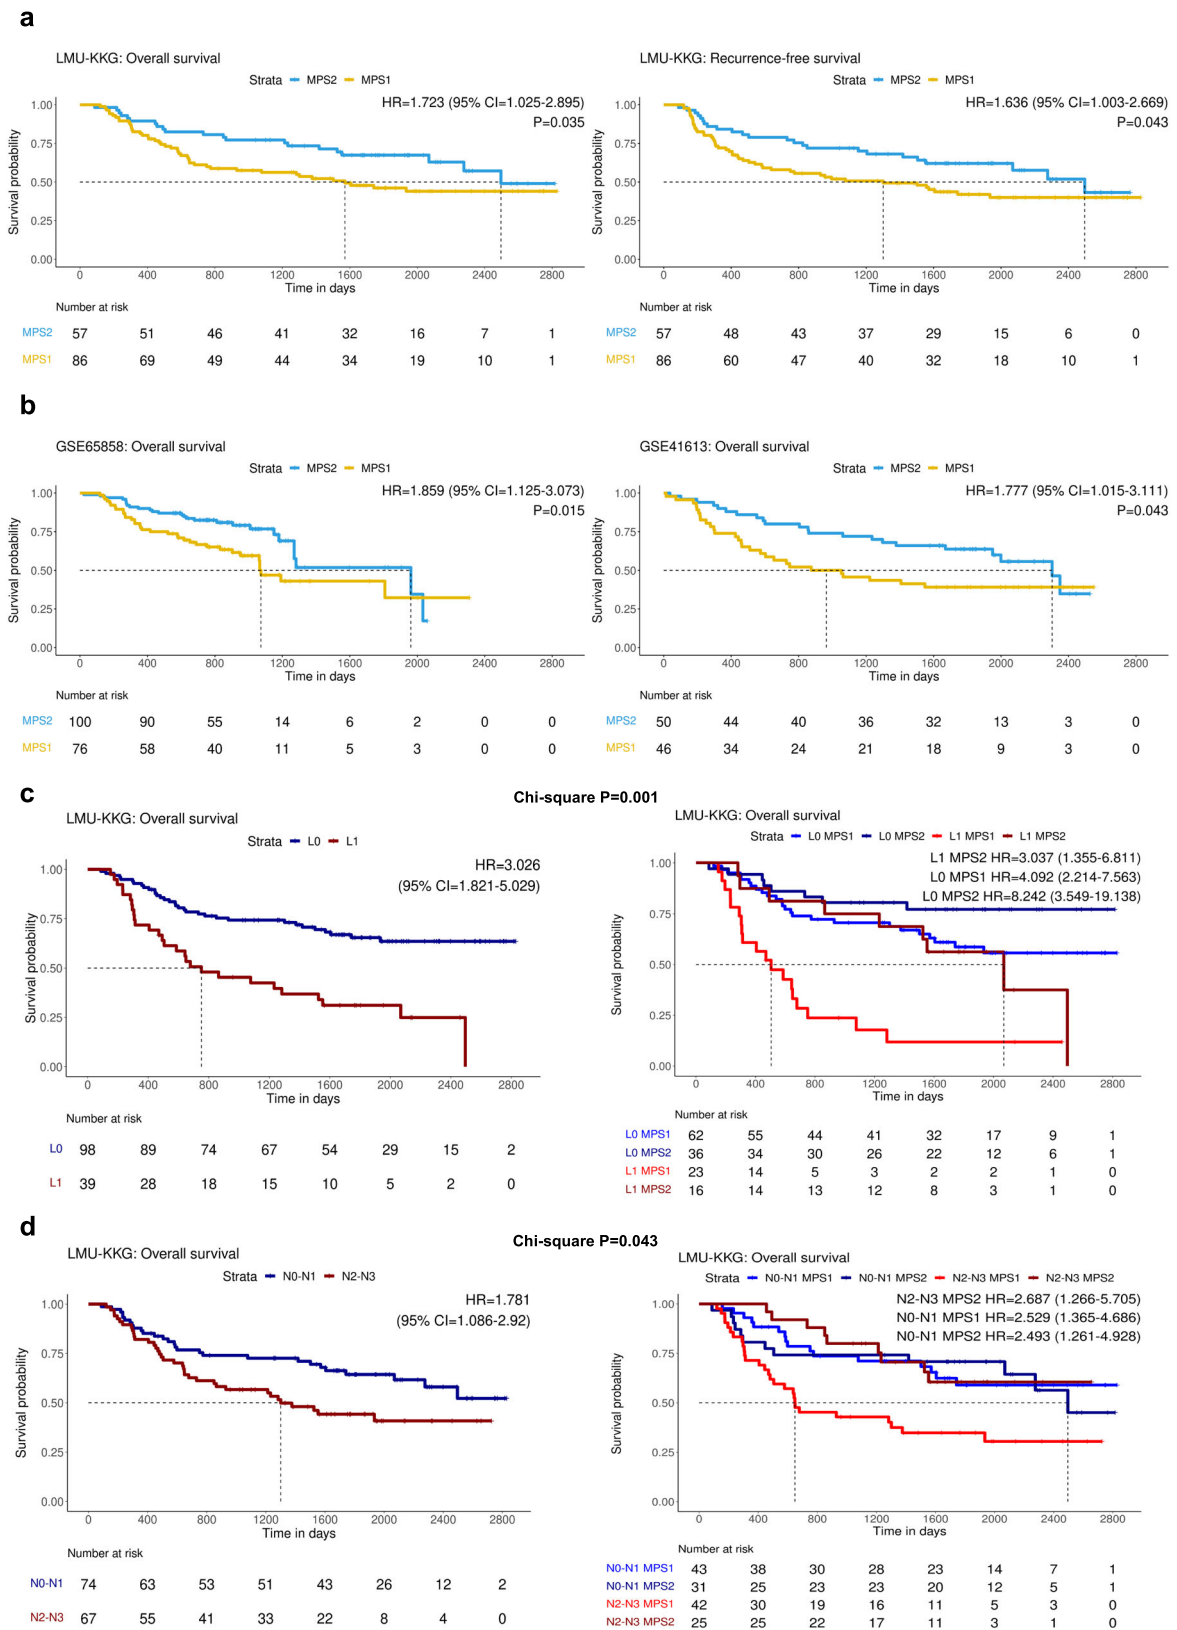 a
LMU-KKG: Overall survival
Strata MPS2 MPS1
HR=1.723 (95% CI=1.025-2.895)
P=0.035
Survival probability
1.00
0.75
0.50
0.25
0.00
0 400 800 1200 1600 2000 2400 2800
Time in days
Number at risk
MPS2 57 51 46 41 32 16 7 1
MPS1 86 69 49 44 34 19 10 1
LMU-KKG: Recurrence-free survival
Strata MPS2 MPS1
HR=1.636 (95% CI=1.003-2.669)
P=0.043
Survival probability
1.00
0.75
0.50
0.25
0.00
0 400 800 1200 1600 2000 2400 2800
Time in days
Number at risk
MPS2 57 48 43 37 29 15 6 0
MPS1 86 60 47 40 32 18 10 1
b
GSE65858: Overall survival
Strata MPS2 MPS1
HR=1.859 (95% CI=1.125-3.073)
P=0.015
Survival probability
1.00
0.75
0.50
0.25
0.00
0 400 800 1200 1600 2000 2400 2800
Time in days
Number at risk
MPS2 100 90 55 14 6 2 0 0
MPS1 76 58 40 11 5 3 0 0
GSE41613: Overall survival
Strata MPS2 MPS1
HR=1.777 (95% CI=1.015-3.111)
P=0.043
Survival probability
1.00
0.75
0.50
0.25
0.00
0 400 800 1200 1600 2000 2400 2800
Time in days
Number at risk
MPS2 50 44 40 36 32 13 3 0
MPS1 46 34 24 21 18 9 3 0
c
Chi-square P=0.001
LMU-KKG: Overall survival
Strata L0 L1
HR=3.026
(95% CI=1.821-5.029)
Survival probability
1.00
0.75
0.50
0.25
0.00
0 400 800 1200 1600 2000 2400 2800
Time in days
Number at risk
L0 98 89 74 67 54 29 15 2
L1 39 28 18 15 10 5 2 0
LMU-KKG: Overall survival
Strata L0 MPS1 L0 MPS2 L1 MPS1 L1 MPS2
L1 MPS2 HR=3.037 (1.355-6.811)
L0 MPS1 HR=4.092 (2.214-7.563)
L0 MPS2 HR=8.242 (3.549-19.138)
Survival probability
1.00
0.75
0.50
0.25
0.00
0 400 800 1200 1600 2000 2400 2800
Time in days
Number at risk
L0 MPS1 62 55 44 41 32 17 9 1
L0 MPS2 36 34 30 26 22 12 6 1
L1 MPS1 23 14 5 3 2 2 1 0
L1 MPS2 16 14 13 12 8 3 1 0
d
Chi-square P=0.043
LMU-KKG: Overall survival
Strata N0-N1 N2-N3
HR=1.781
(95% CI=1.086-2.92)
Survival probability
1.00
0.75
0.50
0.25
0.00
0 400 800 1200 1600 2000 2400 2800
Time in days
Number at risk
N0-N1 74 63 53 51 43 26 12 2
N2-N3 67 55 41 33 22 8 4 0
LMU-KKG: Overall survival
Strata N0-N1 MPS1 N0-N1 MPS2 N2-N3 MPS1 N2-N3 MPS2
N2-N3 MPS2 HR=2.687 (1.266-5.705)
N0-N1 MPS1 HR=2.529 (1.365-4.686)
N0-N1 MPS2 HR=2.493 (1.261-4.928)
Survival probability
1.00
0.75
0.50
0.25
0.00
0 400 800 1200 1600 2000 2400 2800
Time in days
Number at risk
N0-N1 MPS1 43 38 30 28 23 14 7 1
N0-N1 MPS2 31 25 23 23 20 12 5 1
N2-N3 MPS1 42 30 19 16 11 5 3 0
N2-N3 MPS2 25 25 22 17 11 3 1 0